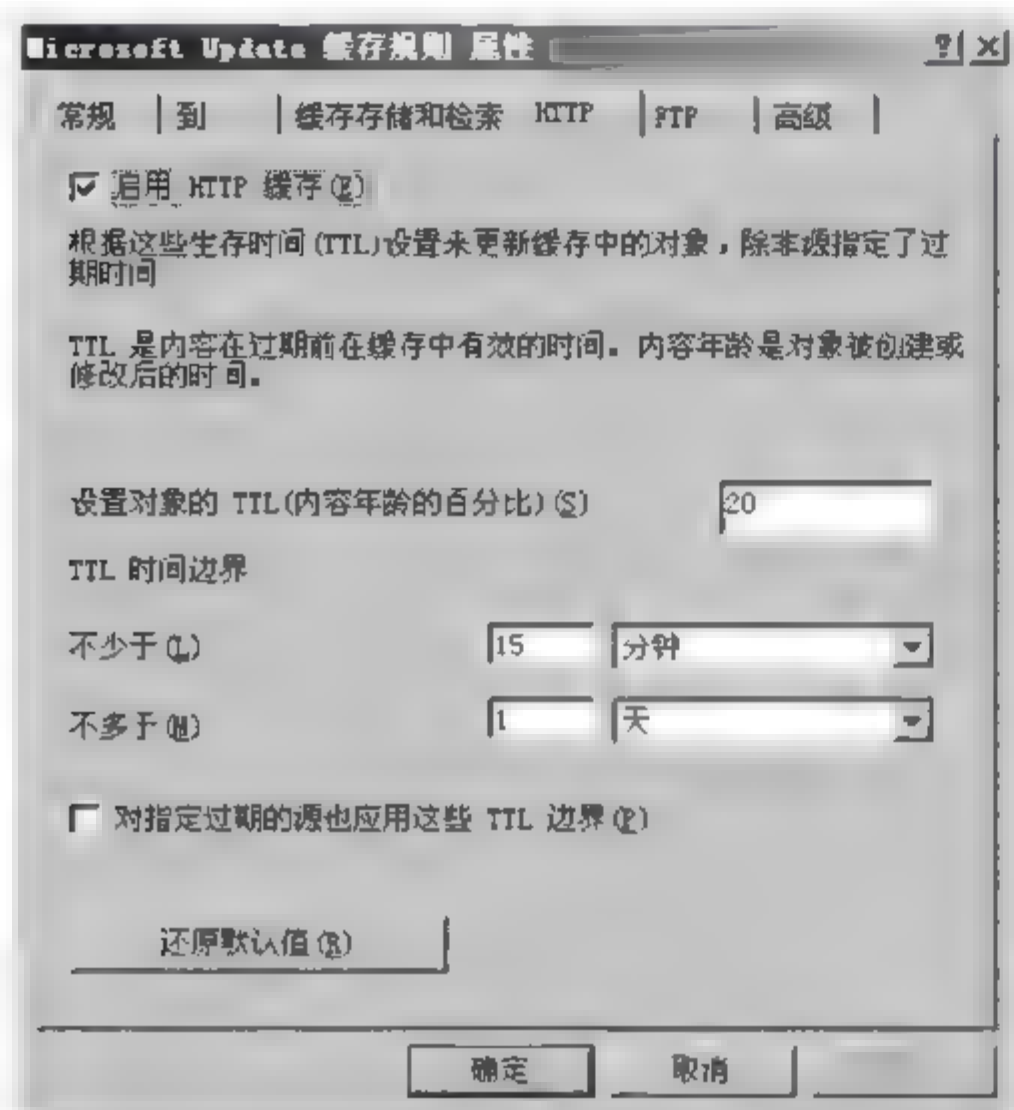 Microsoft Update 缓存规则 属性
常规 到 缓存存储和检索 HTTP FTP 高级
启用 HTTP 缓存(E)
根据这些生存时间(TTL)设置来更新缓存中的对象，除非源指定了过
期时间
TTL 是内容在过期前在缓存中有效的时间。内容年龄是对象被创建或
修改后的时间。
设置对象的 TTL(内容年龄的百分比)(S) 20
TTL 时间边界
不少于(L) 15 分钟
不多于(M) 1 天
对指定过期的源也应用这些 TTL 边界(P)
还原默认值(R)
确定 取消